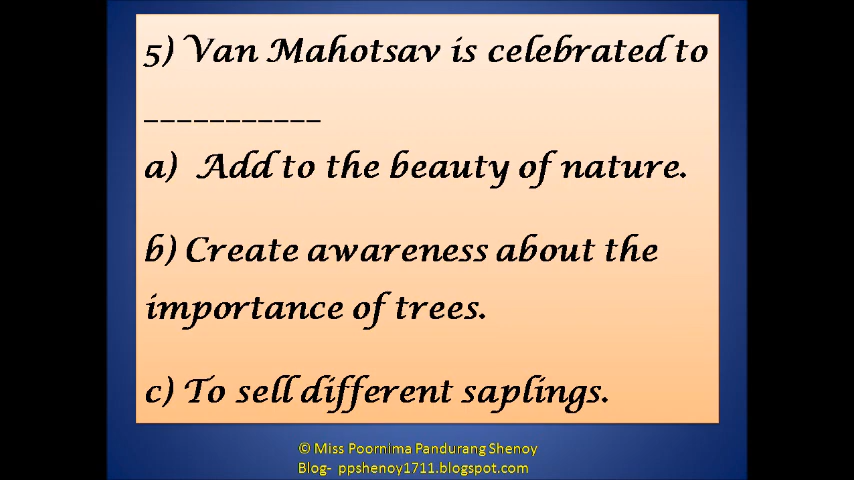 5) Van Mahotsav is celebrated to
___________
a) Add to the beauty of nature.
b) Create awareness about the
importance of trees.
c) To sell different saplings.
© Miss Poornima Pandurang Shenoy
Blog- ppshenoy1711.blogspot.com